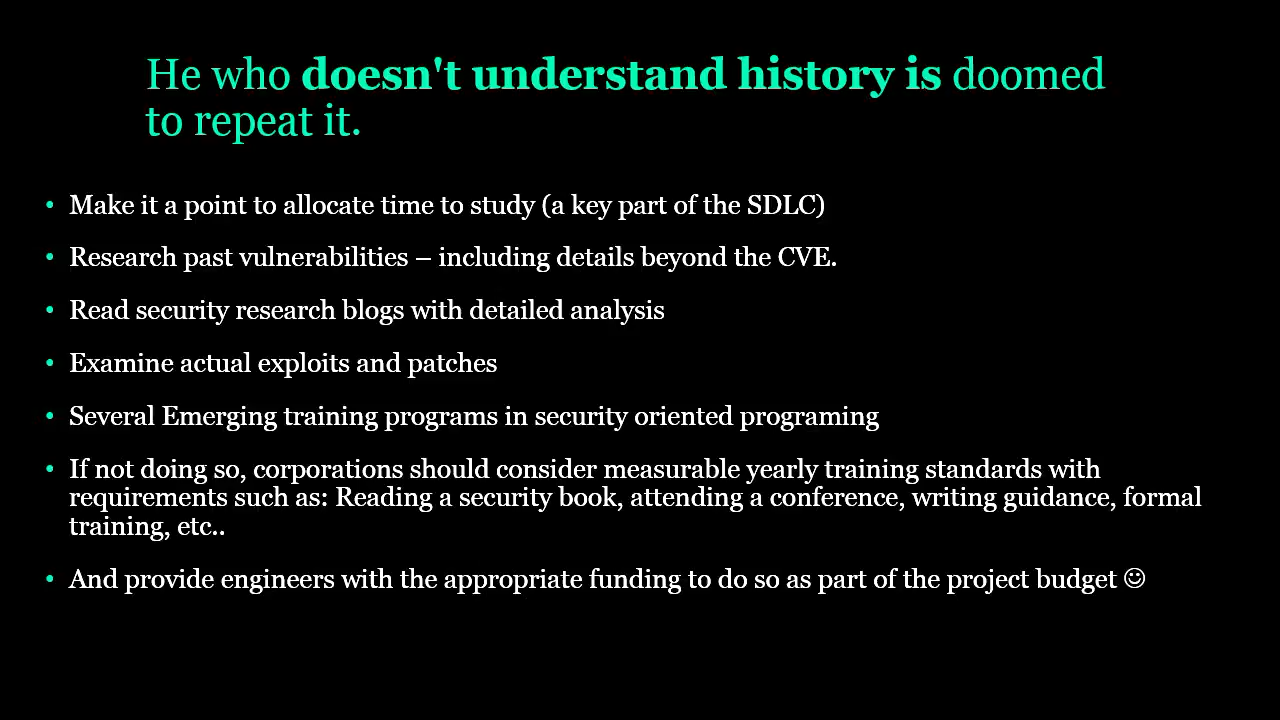 He who doesn't understand history is doomed
to repeat it.
• Make it a point to allocate time to study (a key part of the SDLC)
• Research past vulnerabilities – including details beyond the CVE.
• Read security research blogs with detailed analysis
• Examine actual exploits and patches
• Several Emerging training programs in security oriented programing
• If not doing so, corporations should consider measurable yearly training standards with
requirements such as: Reading a security book, attending a conference, writing guidance, formal
training, etc..
• And provide engineers with the appropriate funding to do so as part of the project budget ☺